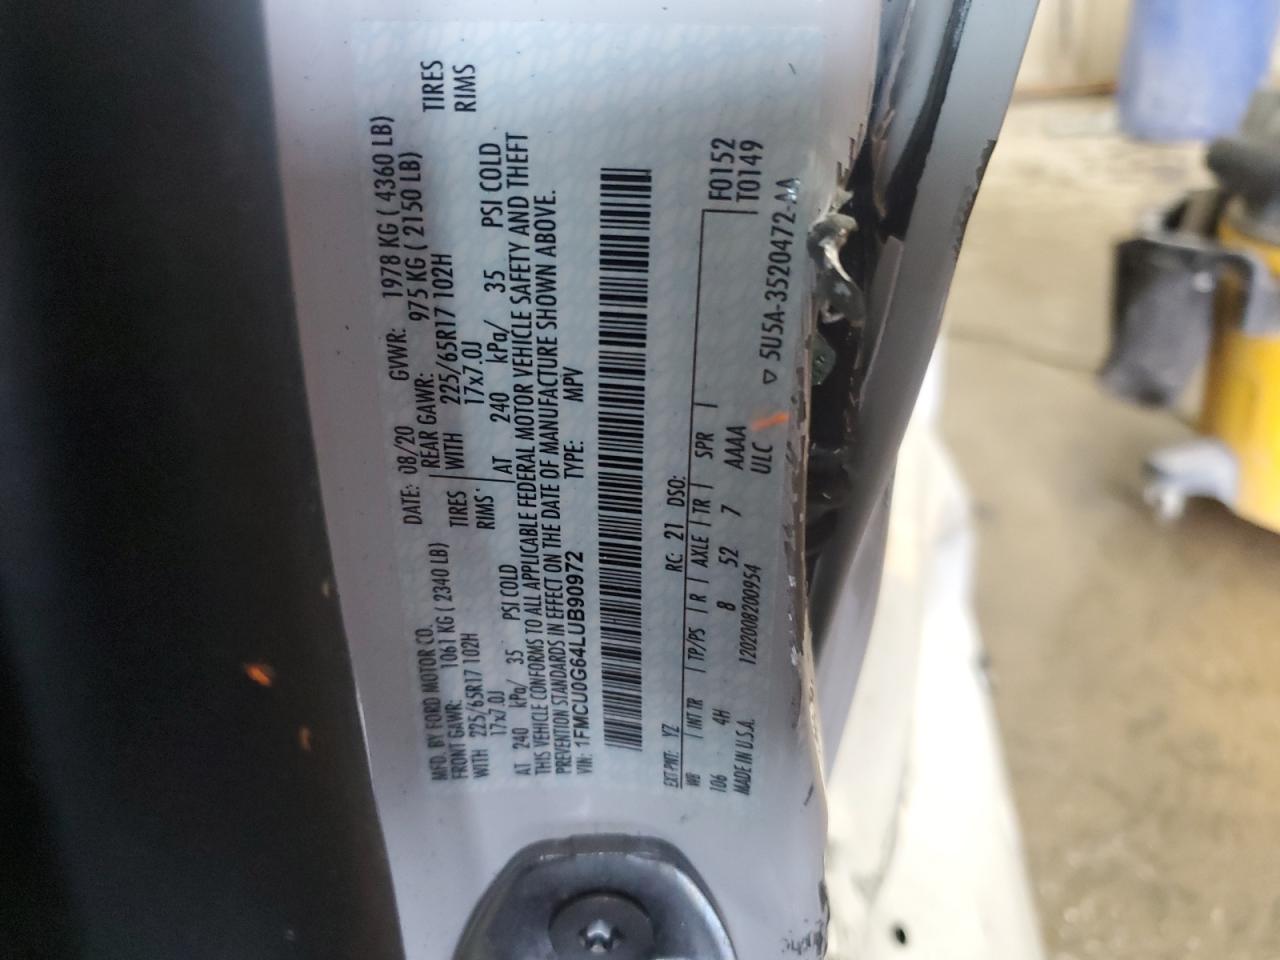 MFD. BY FORD MOTOR CO.
DATE: 08/20 GVWR: 1978 KG ( 4360 LB)
FRONT GAWR: 1061 KG ( 2340 LB) REAR GAWR: 975 KG ( 2150 LB)
WITH 225/65R17 102H TIRES WITH 225/65R17 102H TIRES
17x7.0J RIMS 17x7.0J RIMS
AT 240 kPa/ 35 PSI COLD AT 240 kPa/ 35 PSI COLD
THIS VEHICLE CONFORMS TO ALL APPLICABLE FEDERAL MOTOR VEHICLE SAFETY AND THEFT
PREVENTION STANDARDS IN EFFECT ON THE DATE OF MANUFACTURE SHOWN ABOVE.
VIN: 1FMCU0G64LUB90972 TYPE: MPV
EXT PNT: YZ RC: 21 DSO:
WB | INT TR | TP/PS | R | AXLE | TR | SPR | F0152
106 4H 8 52 7 AAAA T0149
MADE IN U.S.A. 1202008200954 ULC
▽ 5U5A-3520472-AA